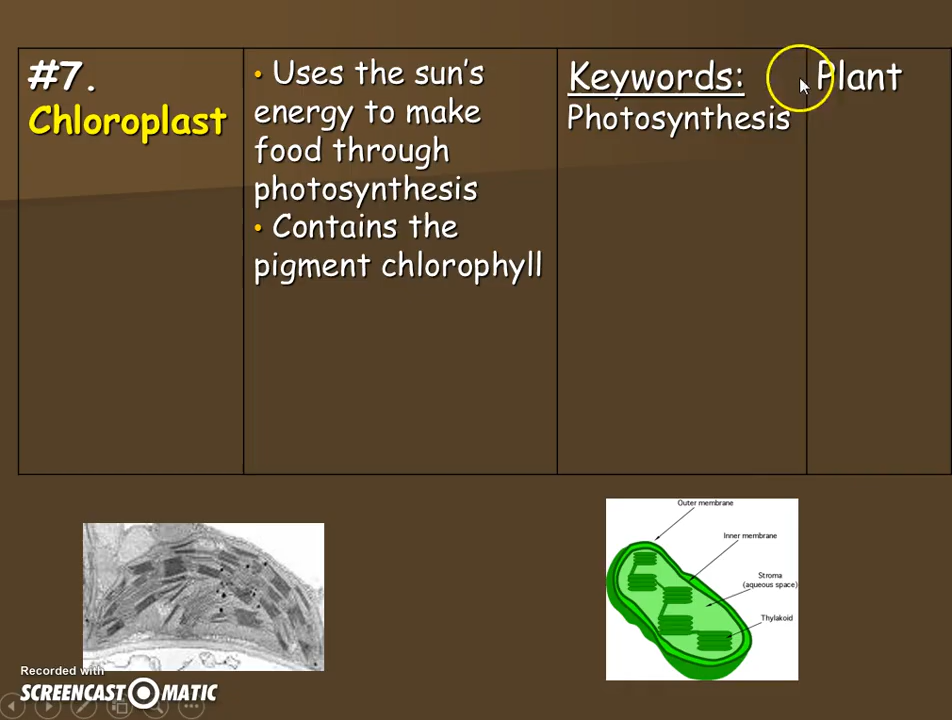 #7.
Chloroplast
• Uses the sun's
energy to make
food through
photosynthesis
• Contains the
pigment chlorophyll
Keywords:
Photosynthesis
Plant
Outer membrane
Inner membrane
Stroma
(aqueous space)
Thylakoid
Recorded with
SCREENCAST MATIC